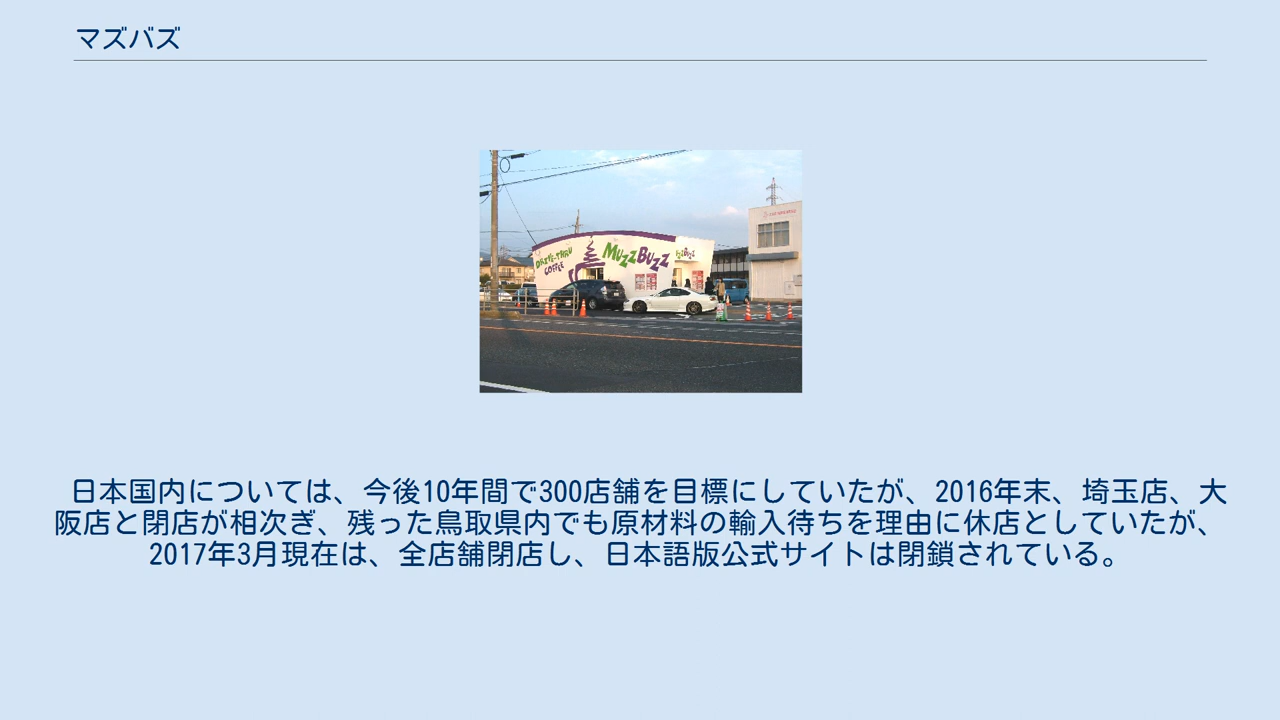 マズバズ
DRIVE-THRU
COFFEE
MUZZBUZZ
日本国内については、今後10年間で300店舗を目標にしていたが、2016年末、埼玉店、大
阪店と閉店が相次ぎ、残った鳥取県内でも原材料の輸入待ちを理由に休店としていたが、
2017年3月現在は、全店舗閉店し、日本語版公式サイトは閉鎖されている。